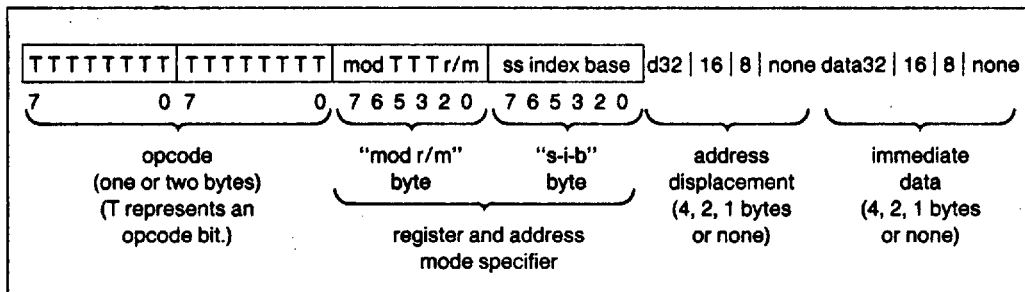 T T T T T T T T T T T T T T T T mod T T T r/m ss index base d32 | 16 | 8 | none data32 | 16 | 8 | none
7 0 7 0 7 6 5 3 2 0 7 6 5 3 2 0
opcode "mod r/m" "s-i-b" address immediate
(one or two bytes) byte byte displacement data
(T represents an (4, 2, 1 bytes (4, 2, 1 bytes
opcode bit.) register and address or none) or none)
mode specifier